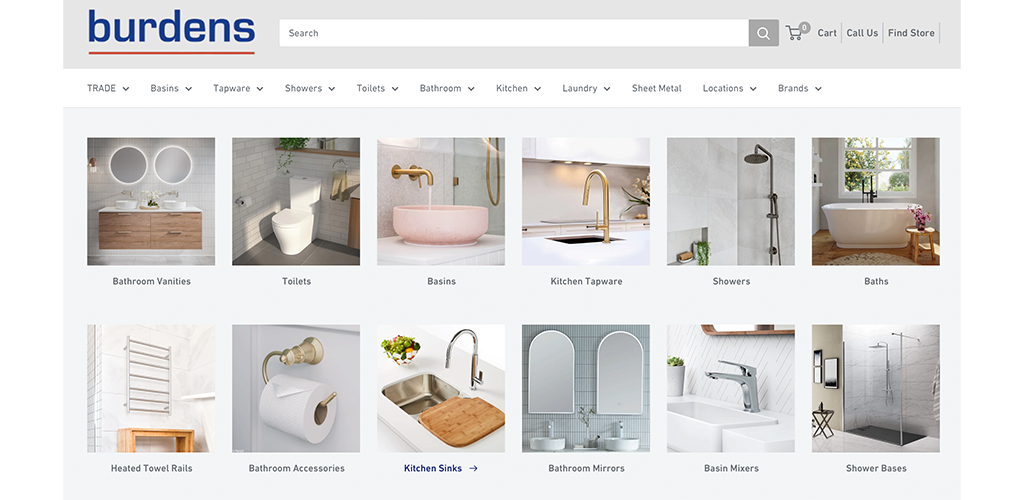 burdens
Search
0
Cart
Call Us
Find Store
TRADE
Basins
Tapware
Showers
Toilets
Bathroom
Kitchen
Laundry
Sheet Metal
Locations
Brands
Bathroom Vanities
Toilets
Basins
Kitchen Tapware
Showers
Baths
Heated Towel Rails
Bathroom Accessories
Kitchen Sinks →
Bathroom Mirrors
Basin Mixers
Shower Bases